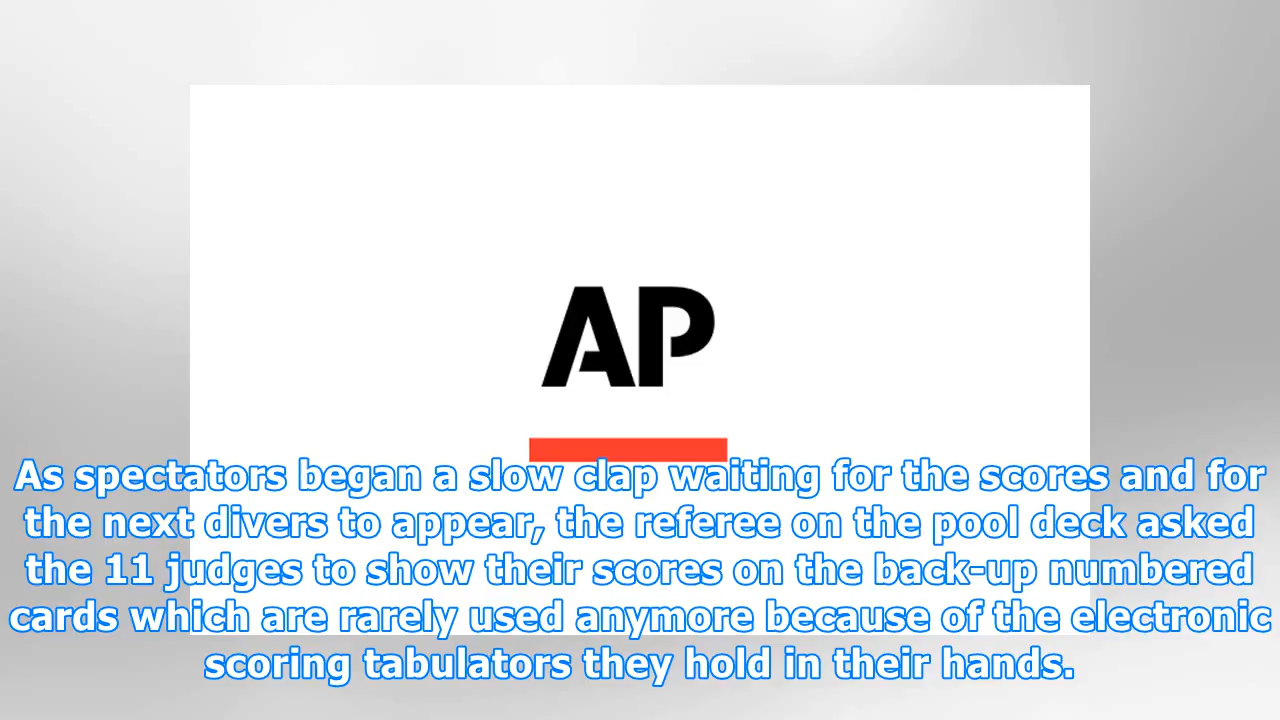 AP
As spectators began a slow clap waiting for the scores and for
the next divers to appear, the referee on the pool deck asked
the 11 judges to show their scores on the back-up numbered
cards which are rarely used anymore because of the electronic
scoring tabulators they hold in their hands.